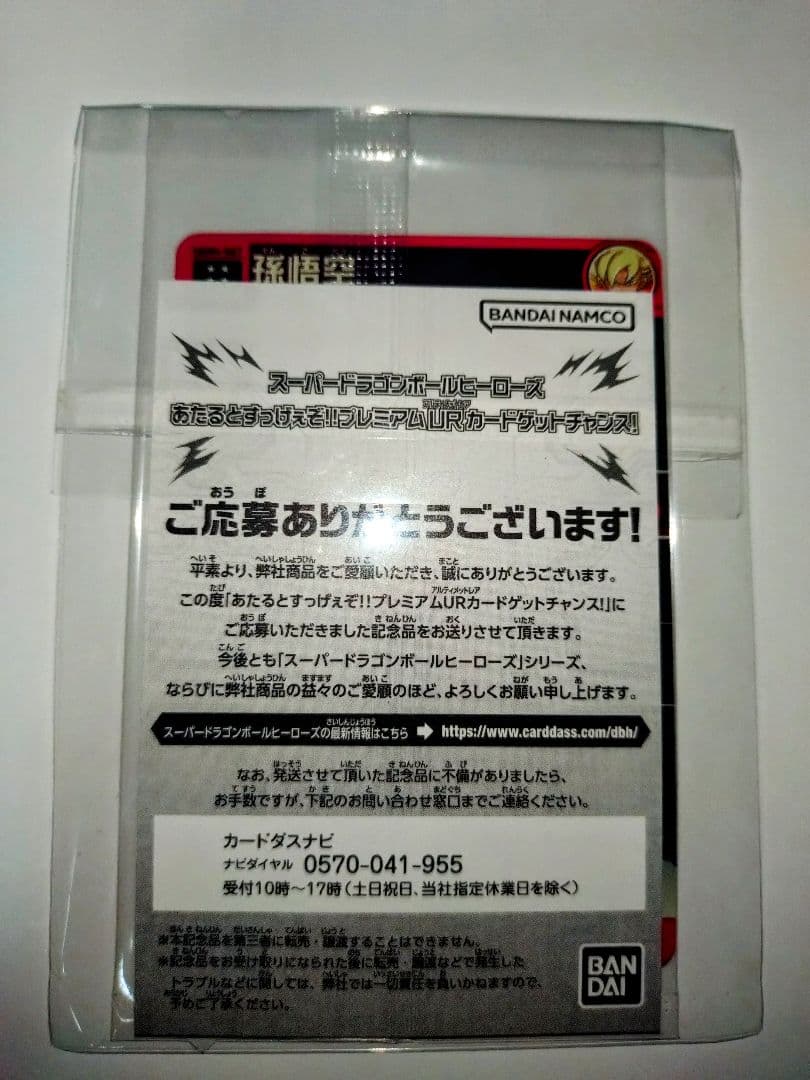 孫悟空
BANDAI NAMCO
スーパードラゴンボールヒーローズ
あたるとすっげぇぞ!!プレミアムURカードゲットチャンス!
ご応募ありがとうございます!
平素より、弊社商品をご愛顧いただき、誠にありがとうございます。
この度「あたるとすっげぇぞ!!プレミアムURカードゲットチャンス!」に
ご応募いただきました記念品をお送りさせて頂きます。
今後とも「スーパードラゴンボールヒーローズ」シリーズ、
ならびに弊社商品の益々のご愛顧のほど、よろしくお願い申し上げます。
スーパードラゴンボールヒーローズの最新情報はこちら ➡ https://www.carddass.com/dbh/
なお、発送させて頂いた記念品に不備がありましたら、
お手数ですが、下記のお問い合わせ窓口までご連絡ください。
カードダスナビ
ナビダイヤル 0570-041-955
受付10時~17時(土日祝日、当社指定休業日を除く)
※本記念品を第三者に転売・譲渡することはできません。
※記念品をお受け取りになられた後に転売・譲渡などで発生した
トラブルなどに関しては、弊社では一切責任を負いかねますので、
予めご了承ください。
BAN
DAI